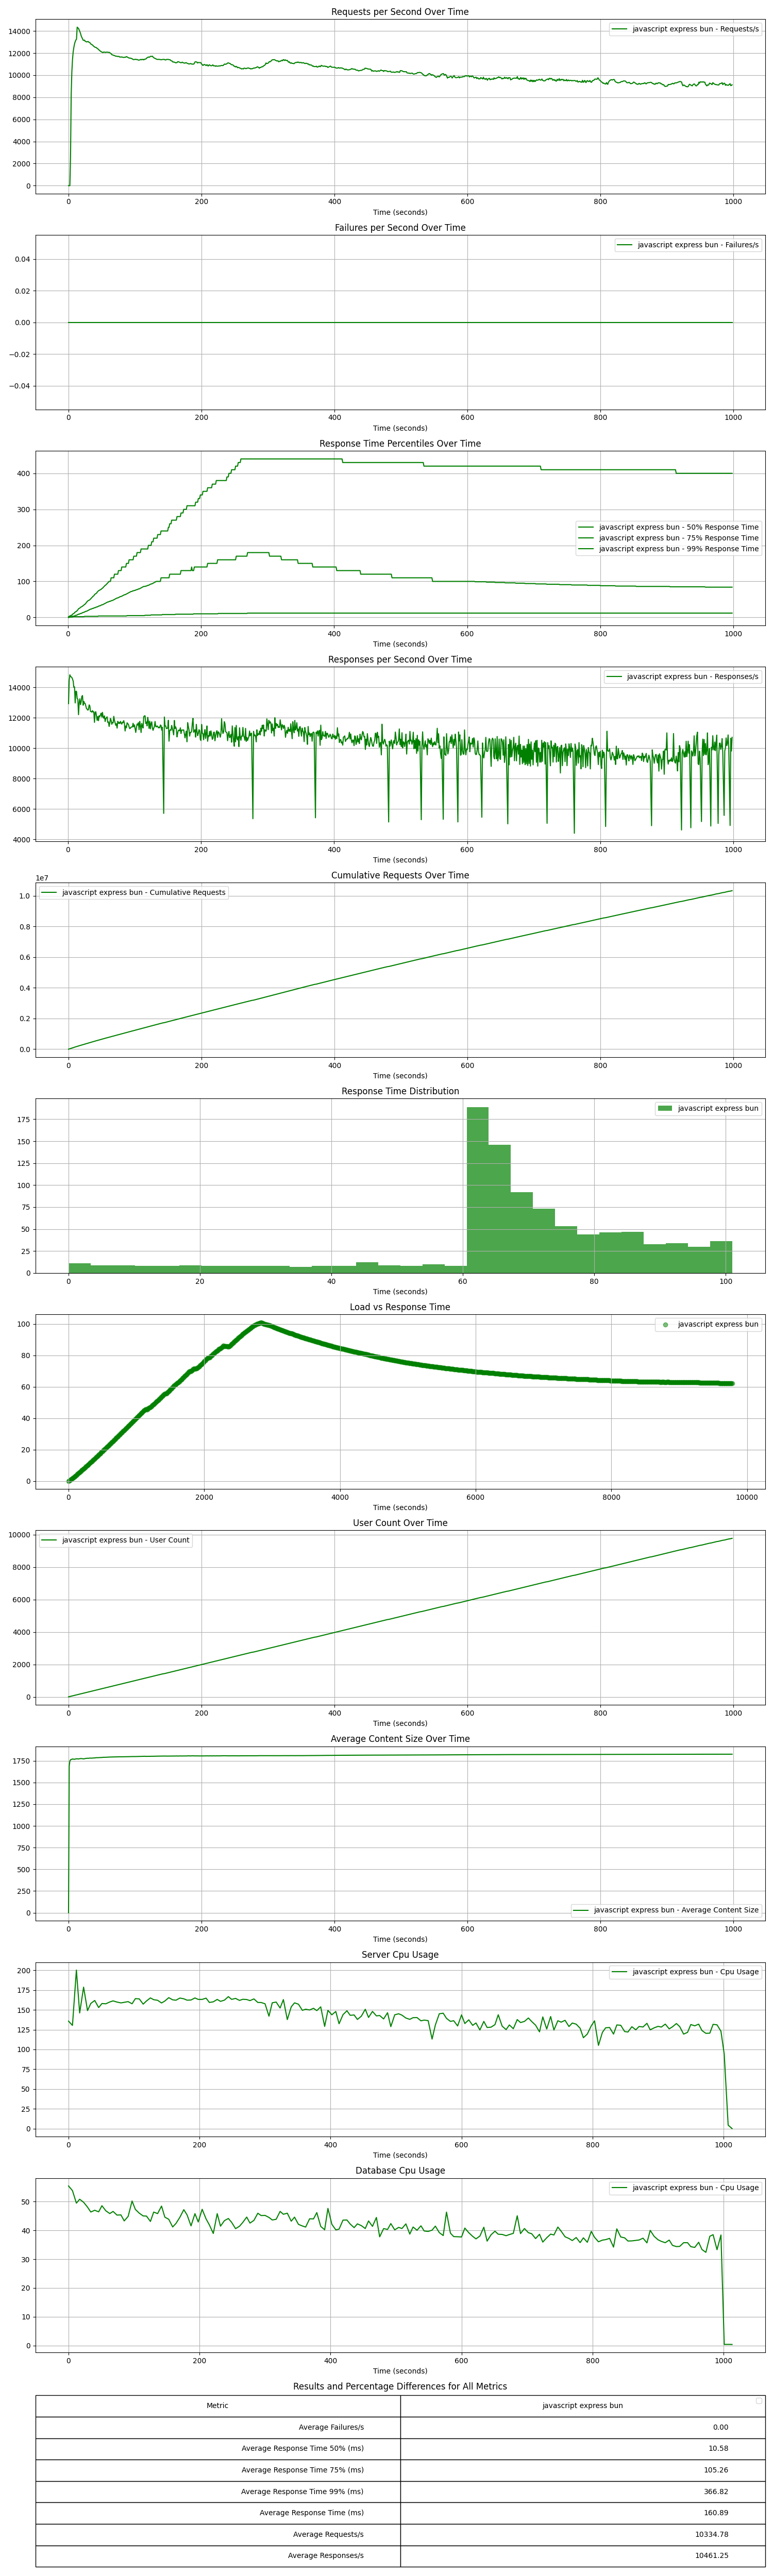 Requests per Second Over Time
javascript express bun - Requests/s
14000
12000
10000
8000
6000
4000
2000
0
0 200 400 600 800 1000
Time (seconds)
Failures per Second Over Time
javascript express bun - Failures/s
0.04
0.02
0.00
−0.02
−0.04
0 200 400 600 800 1000
Time (seconds)
Response Time Percentiles Over Time
400
300
200
100
0
javascript express bun - 50% Response Time
javascript express bun - 75% Response Time
javascript express bun - 99% Response Time
0 200 400 600 800 1000
Time (seconds)
Responses per Second Over Time
javascript express bun - Responses/s
14000
12000
10000
8000
6000
4000
0 200 400 600 800 1000
Time (seconds)
Cumulative Requests Over Time
1e7
javascript express bun - Cumulative Requests
1.0
0.8
0.6
0.4
0.2
0.0
0 200 400 600 800 1000
Time (seconds)
Response Time Distribution
javascript express bun
175
150
125
100
75
50
25
0
0 20 40 60 80 100
Time (seconds)
Load vs Response Time
javascript express bun
100
80
60
40
20
0
0 2000 4000 6000 8000 10000
Time (seconds)
User Count Over Time
javascript express bun - User Count
10000
8000
6000
4000
2000
0
0 200 400 600 800 1000
Time (seconds)
Average Content Size Over Time
1750
1500
1250
1000
750
500
250
0
javascript express bun - Average Content Size
0 200 400 600 800 1000
Time (seconds)
Server Cpu Usage
javascript express bun - Cpu Usage
200
175
150
125
100
75
50
25
0
0 200 400 600 800 1000
Time (seconds)
Database Cpu Usage
javascript express bun - Cpu Usage
50
40
30
20
10
0
0 200 400 600 800 1000
Time (seconds)
Results and Percentage Differences for All Metrics
Metric javascript express bun
Average Failures/s 0.00
Average Response Time 50% (ms) 10.58
Average Response Time 75% (ms) 105.26
Average Response Time 99% (ms) 366.82
Average Response Time (ms) 160.89
Average Requests/s 10334.78
Average Responses/s 10461.25